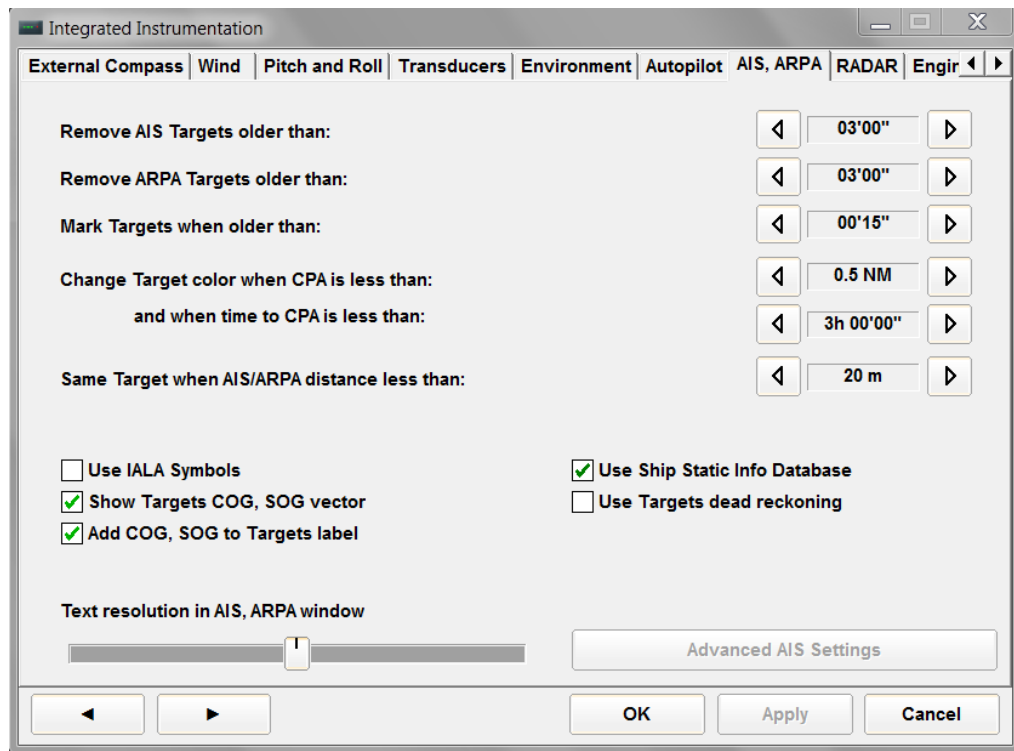 Integrated Instrumentation
External Compass Wind Pitch and Roll Transducers Environment Autopilot AIS, ARPA RADAR Engir
Remove AIS Targets older than: 03'00"
Remove ARPA Targets older than: 03'00"
Mark Targets when older than: 00'15"
Change Target color when CPA is less than: 0.5 NM
and when time to CPA is less than: 3h 00'00"
Same Target when AIS/ARPA distance less than: 20 m
Use IALA Symbols Use Ship Static Info Database
Show Targets COG, SOG vector Use Targets dead reckoning
Add COG, SOG to Targets label
Text resolution in AIS, ARPA window
Advanced AIS Settings
OK Apply Cancel